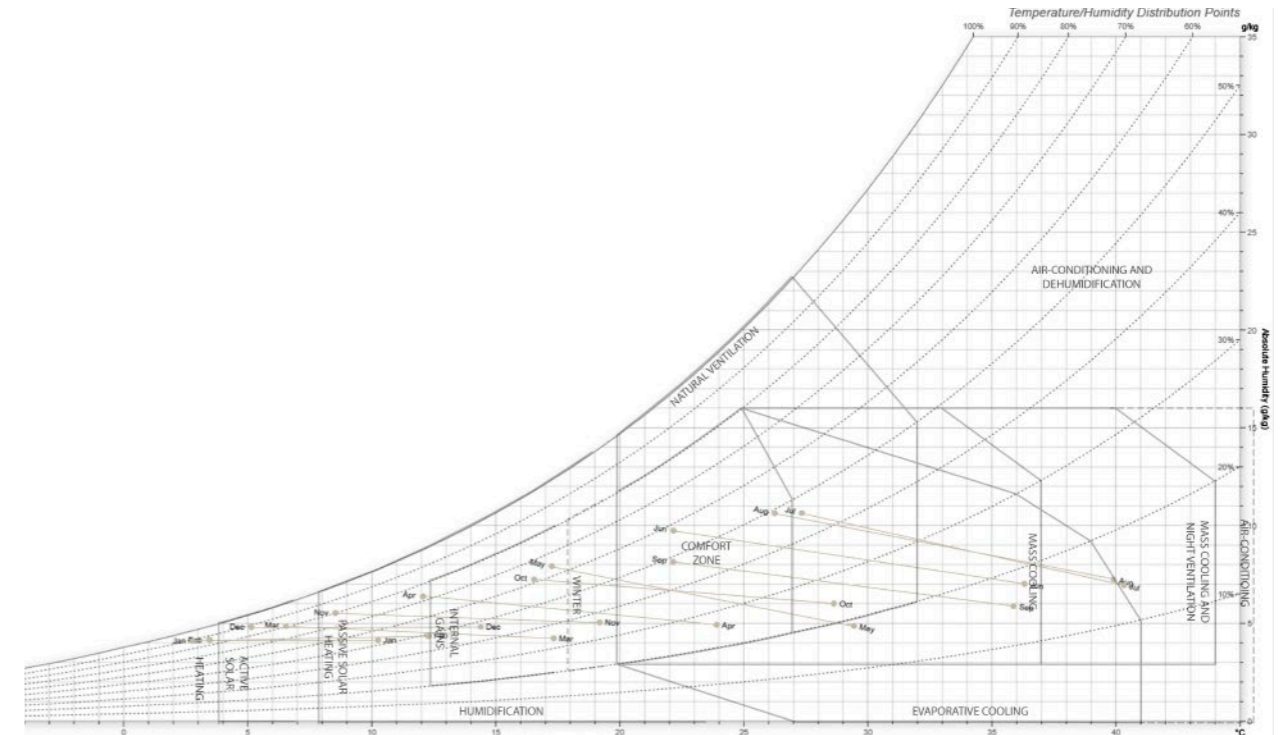 Temperature/Humidity Distribution Points
100% 90% 80% 70% 60%
g/kg
35
50%
30
40%
25
AIR-CONDITIONING AND
DEHUMIDIFICATION
20
30%
NATURAL VENTILATION
Absolute Humidity (g/kg)
15
20%
Aug Jul
Jun
COMFORT
ZONE
Sep
MASS COOLING
MASS COOLING AND
NIGHT VENTILATION
AIR-CONDITIONING
10
May
Oct
WINTER
Aug
Jul
Jun
10%
Apr
Oct
Sep
Nov
INTERNAL
GAINS
Nov
Apr
May
5
Dec Mar
Dec
Jan Feb
Jan
Feb
Mar
HEATING
ACTIVE
SOLAR
PASSIVE SOLAR
HEATING
HUMIDIFICATION
EVAPORATIVE COOLING
0
0 5 10 15 20 25 30 35 40 °C